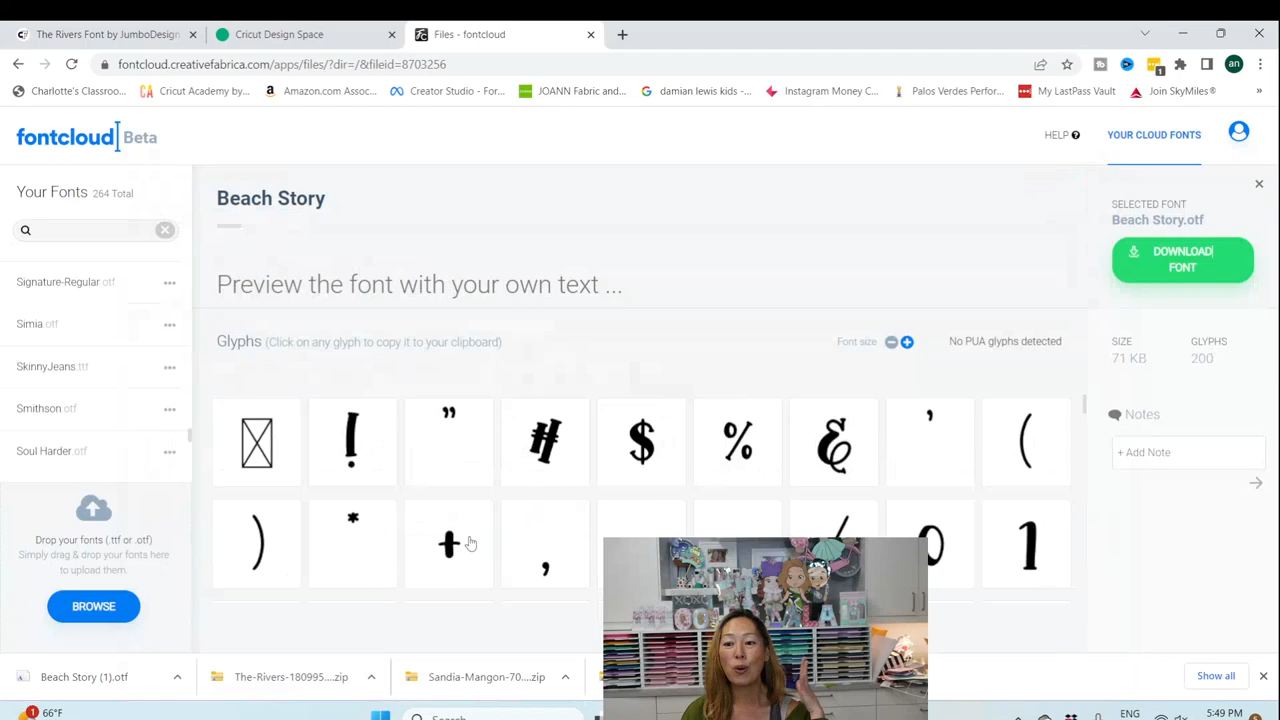 The Rivers Font by JumboDesign
Cricut Design Space
Files - fontcloud
fontcloud.creativefabrica.com/apps/files/?dir=/&fileid=8703256
an
Charlotte's Classroo...
Cricut Academy by...
Amazon.com Assoc...
Creator Studio - For...
JOANN Fabric and...
damian lewis kids -...
Instagram Money C...
Palos Verdes Perfor...
My LastPass Vault
Join SkyMiles®
»
fontcloud Beta
HELP
YOUR CLOUD FONTS
Your Fonts 264 Total
Signature-Regular.otf
Simia.otf
SkinnyJeans.ttf
Smithson.otf
Soul Harder.otf
Drop your fonts (.ttf or .otf)
Simply drag & drop your fonts here
to upload them.
BROWSE
Beach Story
Preview the font with your own text ...
Glyphs (Click on any glyph to copy it to your clipboard)
Font size
No PUA glyphs detected
! " # $ % & ' (
) * + , / 0 1
SELECTED FONT
Beach Story.otf
DOWNLOAD
FONT
SIZE
71 KB
GLYPHS
200
Notes
+ Add Note
Beach Story (1).otf
The-Rivers-180995....zip
Sandia-Mangon-70....zip
Show all
1
66°F
Search
ENG
5:49 PM